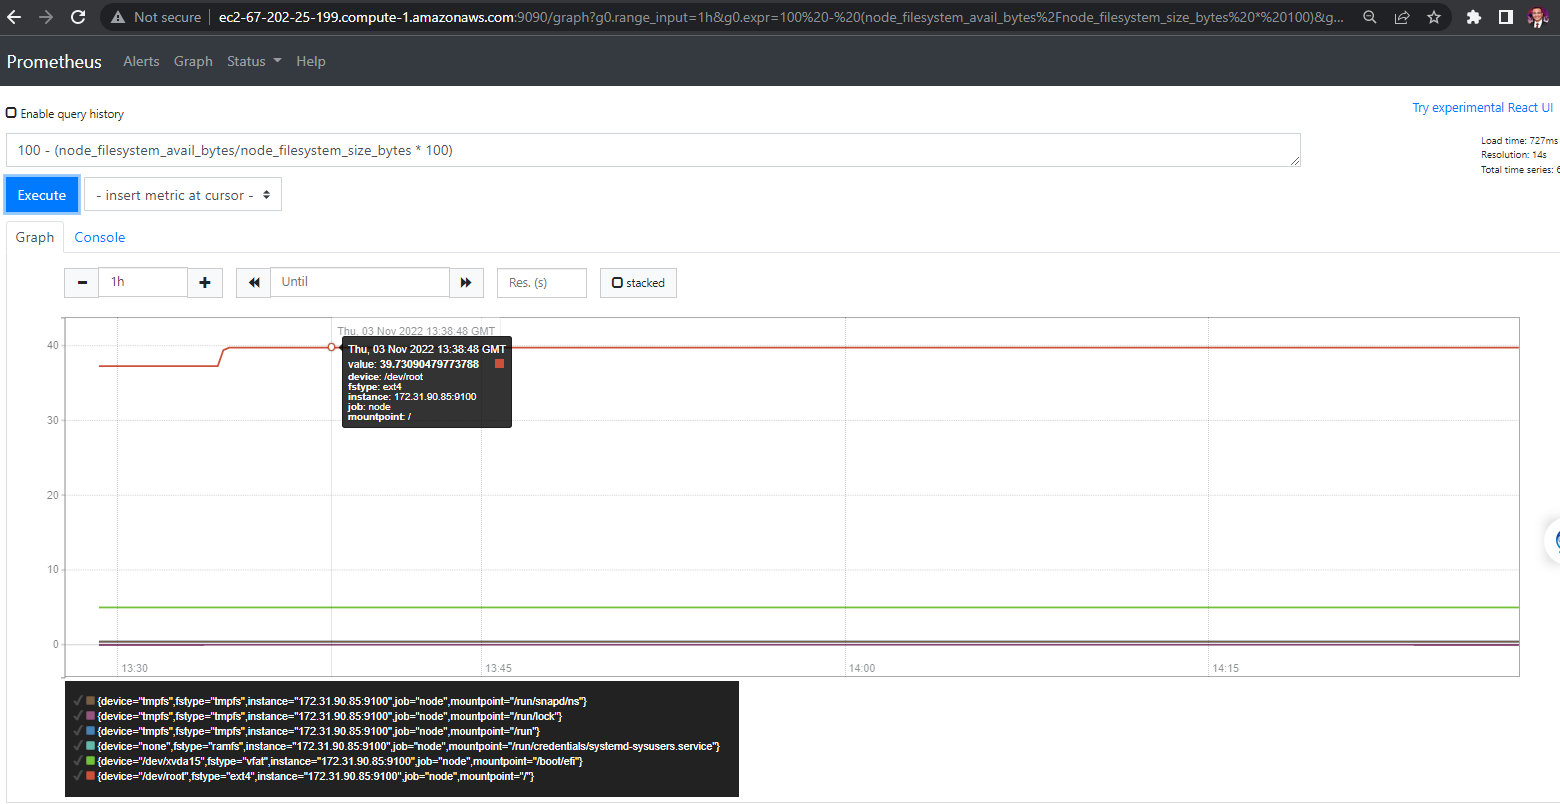 Not secure ec2-67-202-25-199.compute-1.amazonaws.com:9090/graph?g0.range_input=1h&g0.expr=100%20-%20(node_filesystem_avail_bytes%2Fnode_filesystem_size_bytes%20*%20100)&g...
Prometheus Alerts Graph Status Help
Enable query history
Try experimental React UI
100 - (node_filesystem_avail_bytes/node_filesystem_size_bytes * 100)
Load time: 727ms
Resolution: 14s
Total time series: 6
Execute - insert metric at cursor -
Graph Console
- 1h + Until Res. (s) stacked
Thu, 03 Nov 2022 13:38:48 GMT
40
Thu, 03 Nov 2022 13:38:48 GMT
value: 39.73090479773788
device: /dev/root
fstype: ext4
instance: 172.31.90.85:9100
job: node
mountpoint: /
30
20
10
0
13:30 13:45 14:00 14:15
{device="tmpfs",fstype="tmpfs",instance="172.31.90.85:9100",job="node",mountpoint="/run/snapd/ns"}
{device="tmpfs",fstype="tmpfs",instance="172.31.90.85:9100",job="node",mountpoint="/run/lock"}
{device="tmpfs",fstype="tmpfs",instance="172.31.90.85:9100",job="node",mountpoint="/run"}
{device="none",fstype="ramfs",instance="172.31.90.85:9100",job="node",mountpoint="/run/credentials/systemd-sysusers.service"}
{device="/dev/xvda15",fstype="vfat",instance="172.31.90.85:9100",job="node",mountpoint="/boot/efi"}
{device="/dev/root",fstype="ext4",instance="172.31.90.85:9100",job="node",mountpoint="/"}